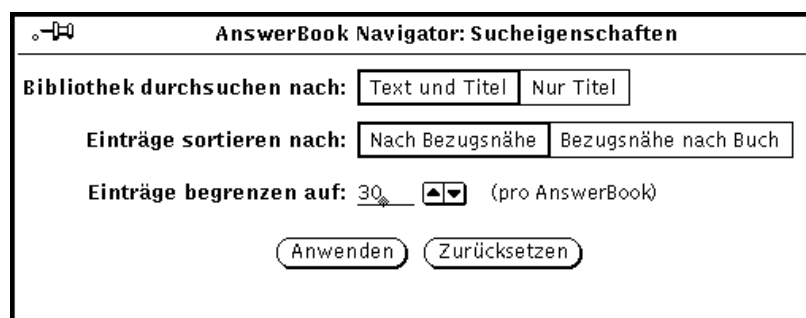 AnswerBook Navigator: Sucheigenschaften
Bibliothek durchsuchen nach: Text und Titel Nur Titel
Einträge sortieren nach: Nach Bezugsnähe Bezugsnähe nach Buch
Einträge begrenzen auf: 30 (pro AnswerBook)
Anwenden Zurücksetzen